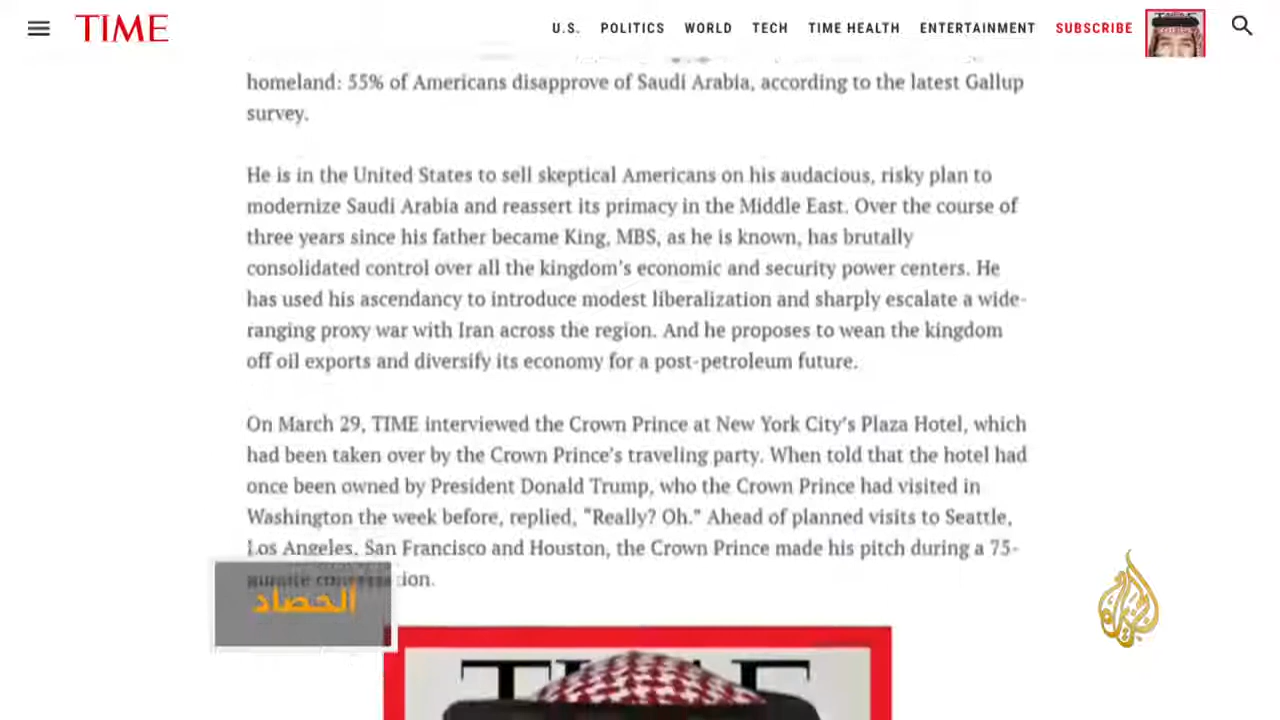 TIME
U.S. POLITICS WORLD TECH TIME HEALTH ENTERTAINMENT SUBSCRIBE
homeland: 55% of Americans disapprove of Saudi Arabia, according to the latest Gallup
survey.
He is in the United States to sell skeptical Americans on his audacious, risky plan to
modernize Saudi Arabia and reassert its primacy in the Middle East. Over the course of
three years since his father became King, MBS, as he is known, has brutally
consolidated control over all the kingdom's economic and security power centers. He
has used his ascendancy to introduce modest liberalization and sharply escalate a wide-
ranging proxy war with Iran across the region. And he proposes to wean the kingdom
off oil exports and diversify its economy for a post-petroleum future.
On March 29, TIME interviewed the Crown Prince at New York City's Plaza Hotel, which
had been taken over by the Crown Prince's traveling party. When told that the hotel had
once been owned by President Donald Trump, who the Crown Prince had visited in
Washington the week before, replied, "Really? Oh." Ahead of planned visits to Seattle,
Los Angeles, San Francisco and Houston, the Crown Prince made his pitch during a 75-
الحصاد
الجزيرة
TIME